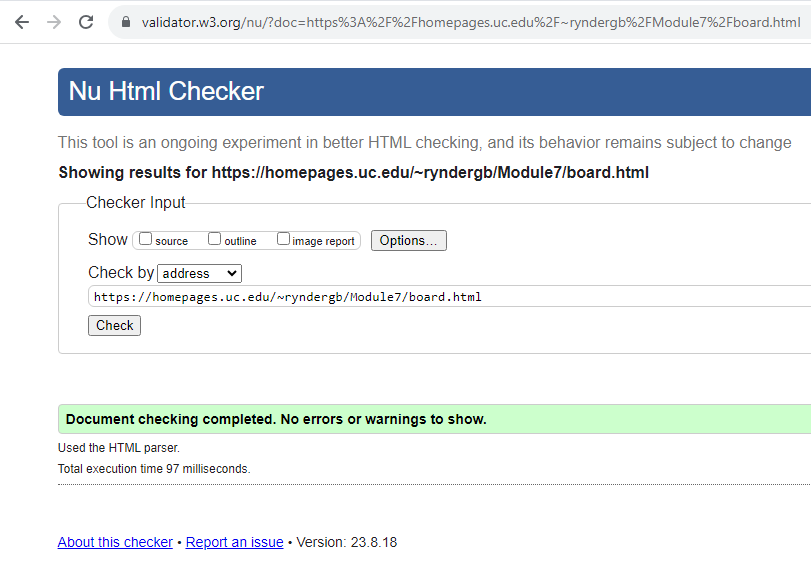 validator.w3.org/nu/?doc=https%3A%2F%2Fhomepages.uc.edu%2F~ryndergb%2FModule7%2Fboard.html
Nu Html Checker
This tool is an ongoing experiment in better HTML checking, and its behavior remains subject to change
Showing results for https://homepages.uc.edu/~ryndergb/Module7/board.html
Checker Input
Show source outline image report Options...
Check by address
https://homepages.uc.edu/~ryndergb/Module7/board.html
Check
Document checking completed. No errors or warnings to show.
Used the HTML parser.
Total execution time 97 milliseconds.
About this checker • Report an issue • Version: 23.8.18